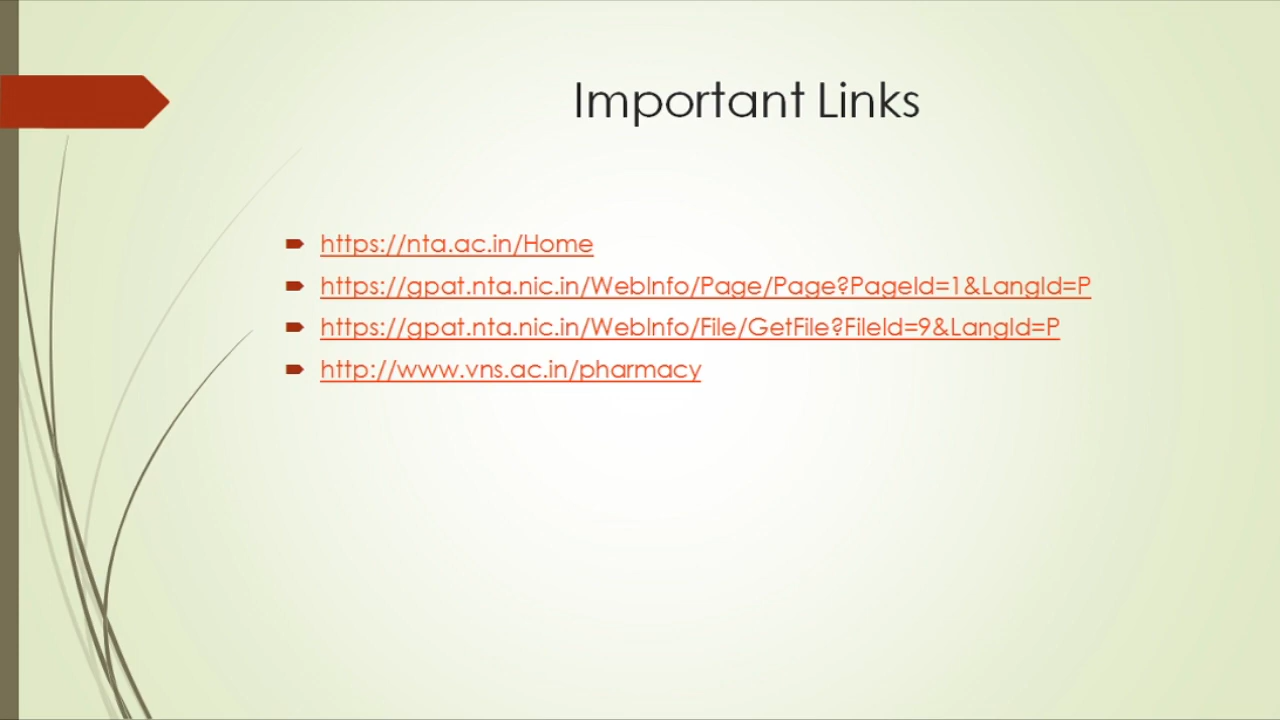 Important Links
https://nta.ac.in/Home
https://gpat.nta.nic.in/WebInfo/Page/Page?PageId=1&LangId=P
https://gpat.nta.nic.in/WebInfo/File/GetFile?FileId=9&LangId=P
http://www.vns.ac.in/pharmacy